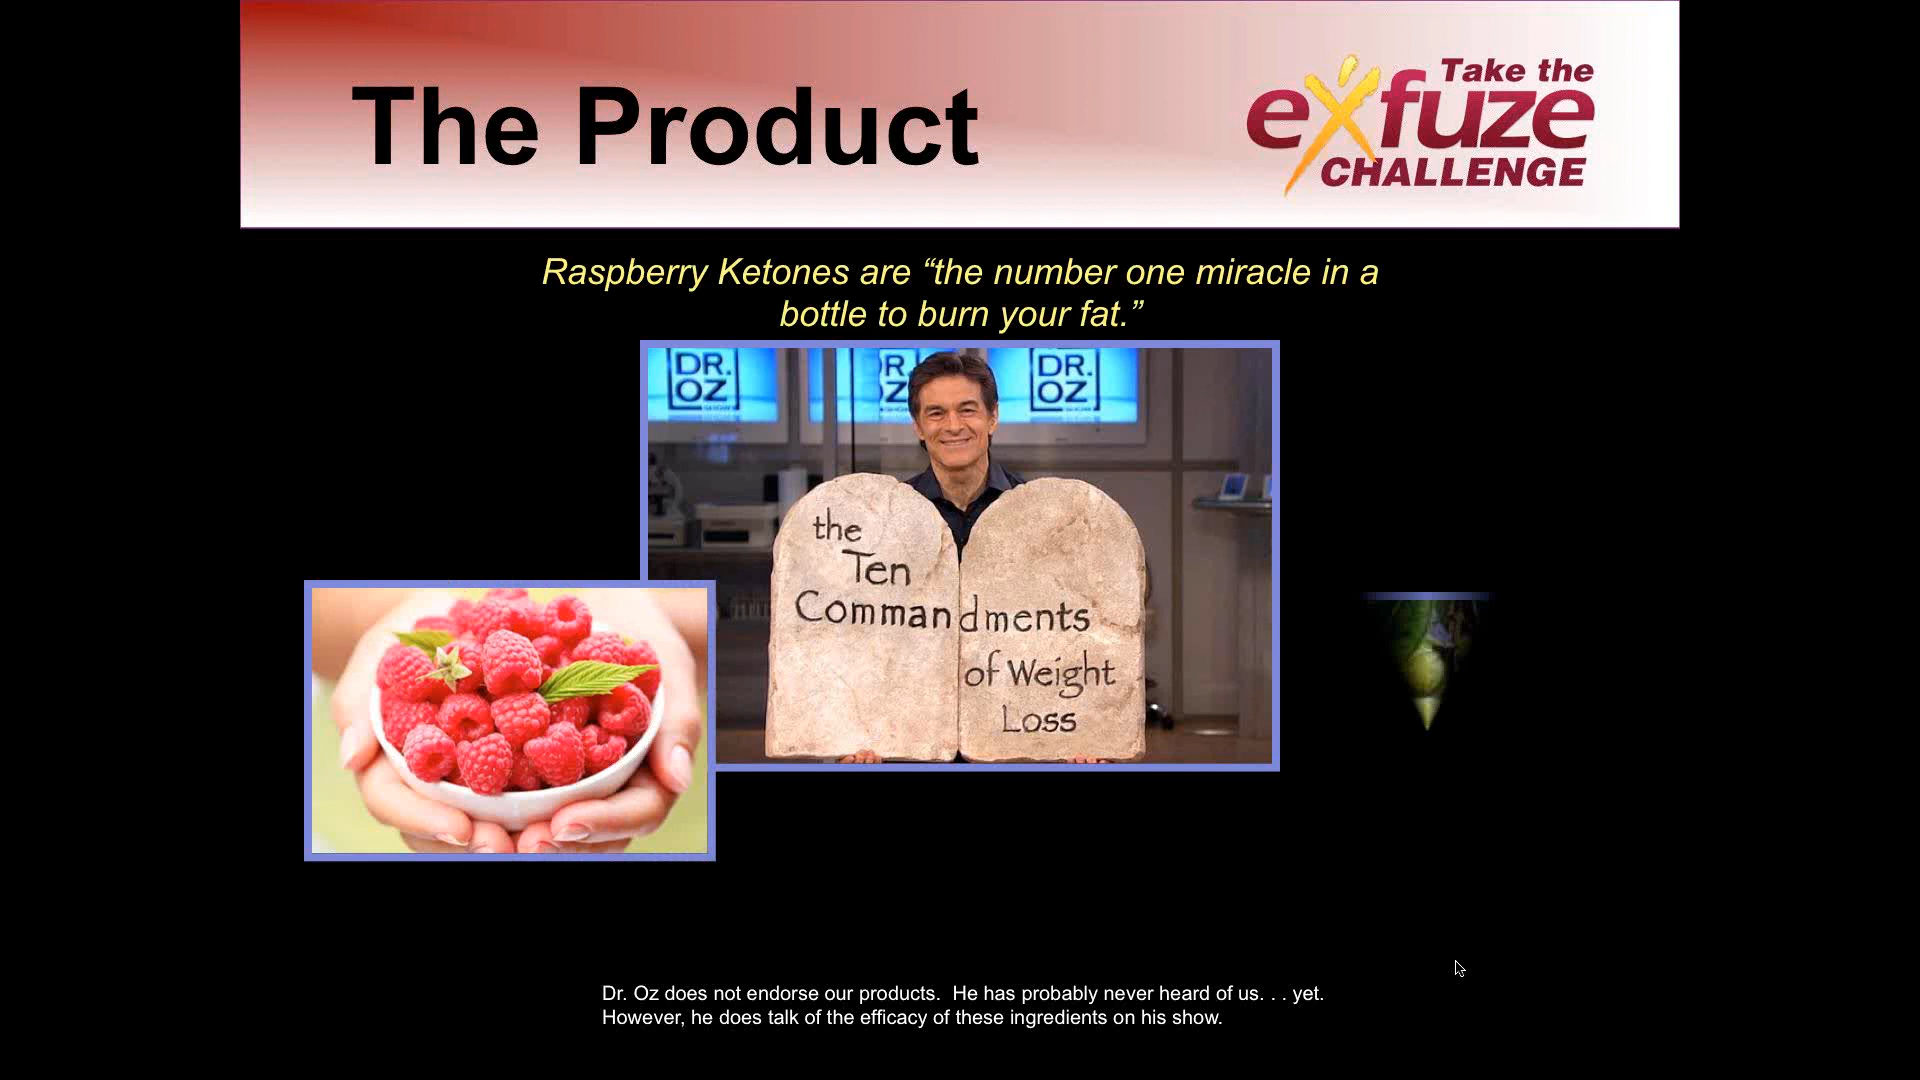 The Product
Take the
exfuze
CHALLENGE
Raspberry Ketones are “the number one miracle in a
bottle to burn your fat.”
DR.
OZ
SHOW
R.
Z
DR.
OZ
the
Ten
Commandments
of Weight
Loss
Dr. Oz does not endorse our products.  He has probably never heard of us. . . yet.
However, he does talk of the efficacy of these ingredients on his show.